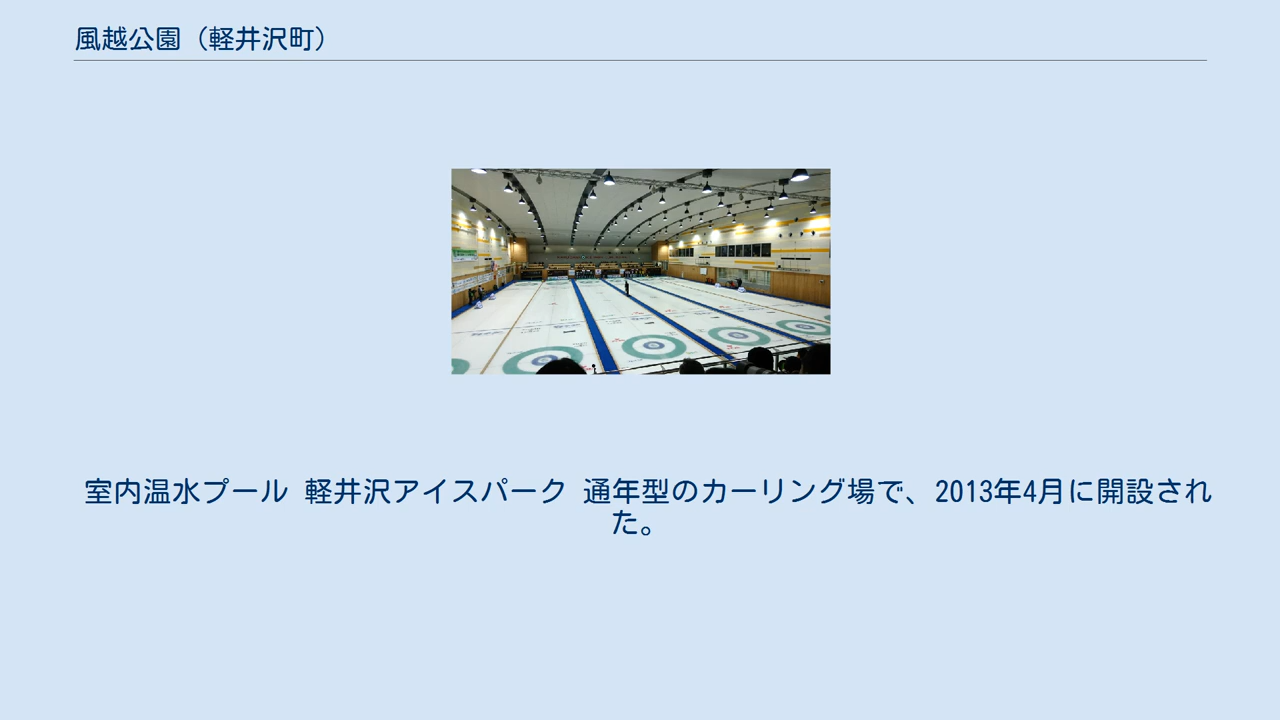 風越公園（軽井沢町）
室内温水プール 軽井沢アイスパーク 通年型のカーリング場で、2013年4月に開設され
た。